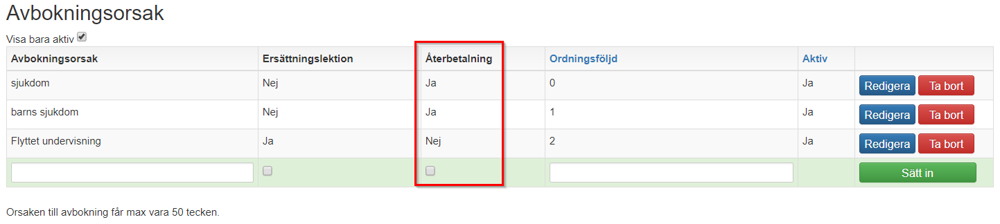 Avbokningsorsak
Visa bara aktiv
Avbokningsorsak Ersättningslektion Återbetalning Ordningsföljd Aktiv
sjukdom Nej Ja 0 Ja Redigera Ta bort
barns sjukdom Nej Ja 1 Ja Redigera Ta bort
Flyttet undervisning Ja Nej 2 Ja Redigera Ta bort
Sätt in
Orsaken till avbokning får max vara 50 tecken.